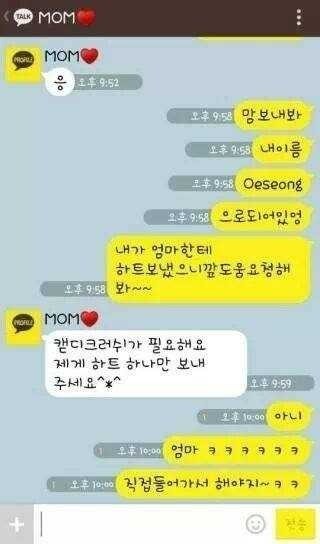 TALK MOM
PROFILE
MOM
응 오후 9:52
오후 9:58 맘보내봐
오후 9:58 내이름
오후 9:58 Oeseong
오후 9:58 으로되어있엉
내가 엄마한테
하트보냈으니깐도움요청해
오후 9:58 봐~~
PROFILE
MOM
캔디크러쉬가 필요해요
제게 하트 하나만 보내
주세요^*^ 오후 9:59
1 오후 10:00 아니
1 오후 10:00 엄마 ㅋㅋㅋㅋㅋㅋ
1 오후 10:00 직접들어가서 해야지~ㅋㅋ
전송